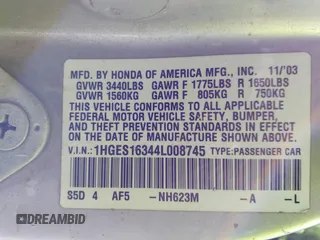 MFD. BY HONDA OF AMERICA MFG., INC. 11/'03
GVWR 3440LBS GAWR F 1775LBS R 1650LBS
GVWR 1560KG GAWR F 805KG R 750KG
THIS VEHICLE CONFORMS TO ALL APPLICABLE
FEDERAL MOTOR VEHICLE SAFETY, BUMPER,
AND THEFT PREVENTION STANDARDS IN EFFECT
ON THE DATE OF MANUFACTURE SHOWN ABOVE.
V.I.N.: 1HGES16344L008745 TYPE:PASSENGER CAR
S5D 4 AF5 -NH623M -A -L
DREAMBID